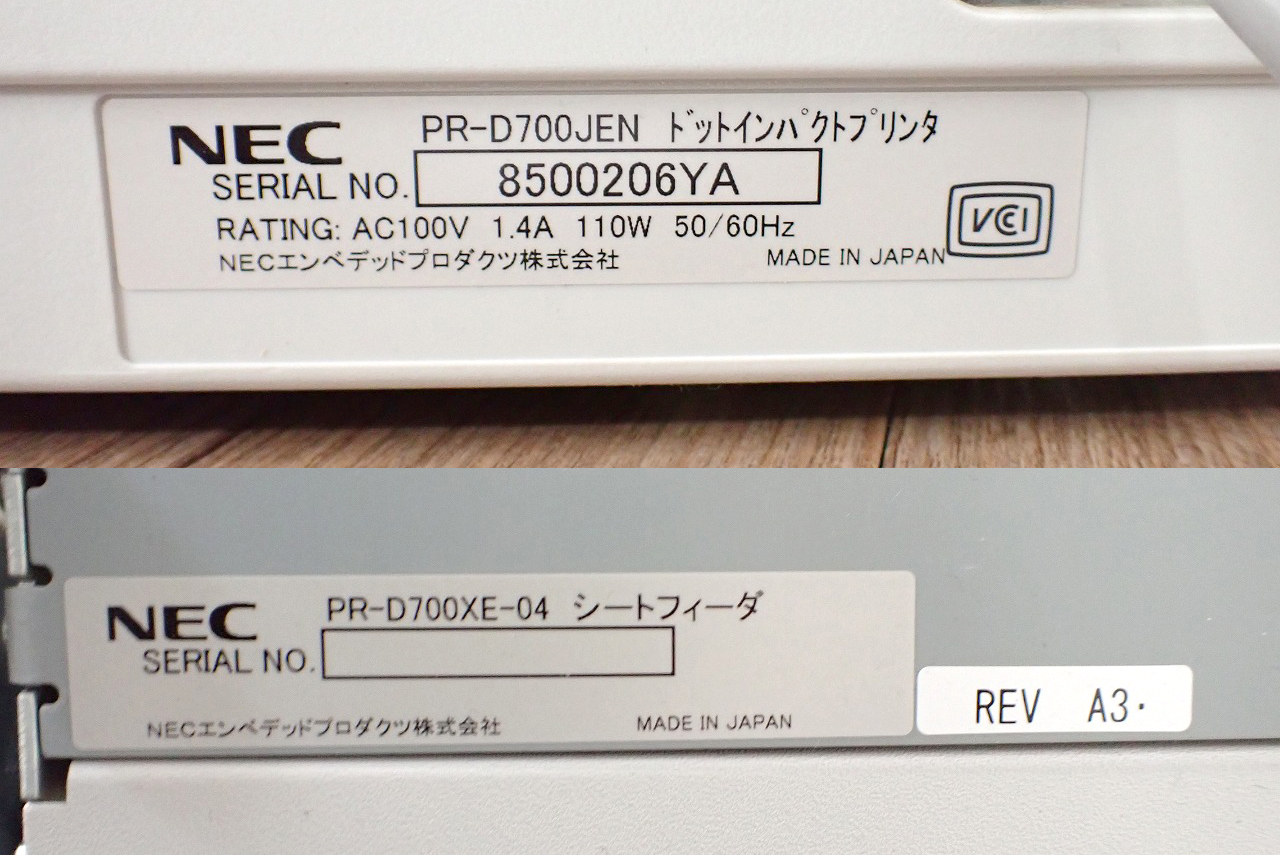 NEC PR-D700JEN ﾄﾞｯﾄｲﾝﾊﾟｸﾄﾌﾟﾘﾝﾀ
SERIAL NO. 8500206YA
RATING: AC100V 1.4A 110W 50/60Hz
NECエンベデッドプロダクツ株式会社 MADE IN JAPAN
VCI
NEC PR-D700XE-04 シートフィーダ
SERIAL NO.
NECエンベデッドプロダクツ株式会社 MADE IN JAPAN
REV A3･